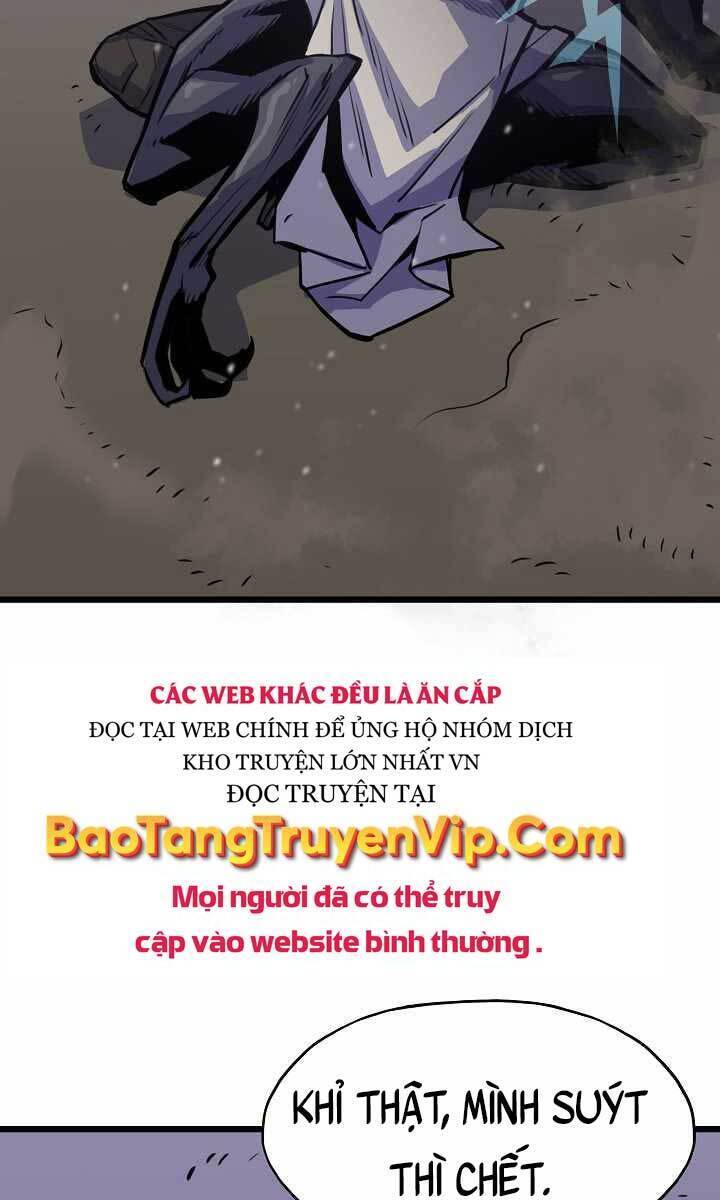 CÁC WEB KHÁC ĐỀU LÀ ĂN CẮP
ĐỌC TẠI WEB CHÍNH ĐỂ ỦNG HỘ NHÓM DỊCH
KHO TRUYỆN LỚN NHẤT VN
ĐỌC TRUYỆN TẠI
BaoTangTruyenVip.Com
Mọi người đã có thể truy
cập vào website bình thường .
KHỈ THẬT, MÌNH SUÝT
THÌ CHẾT.